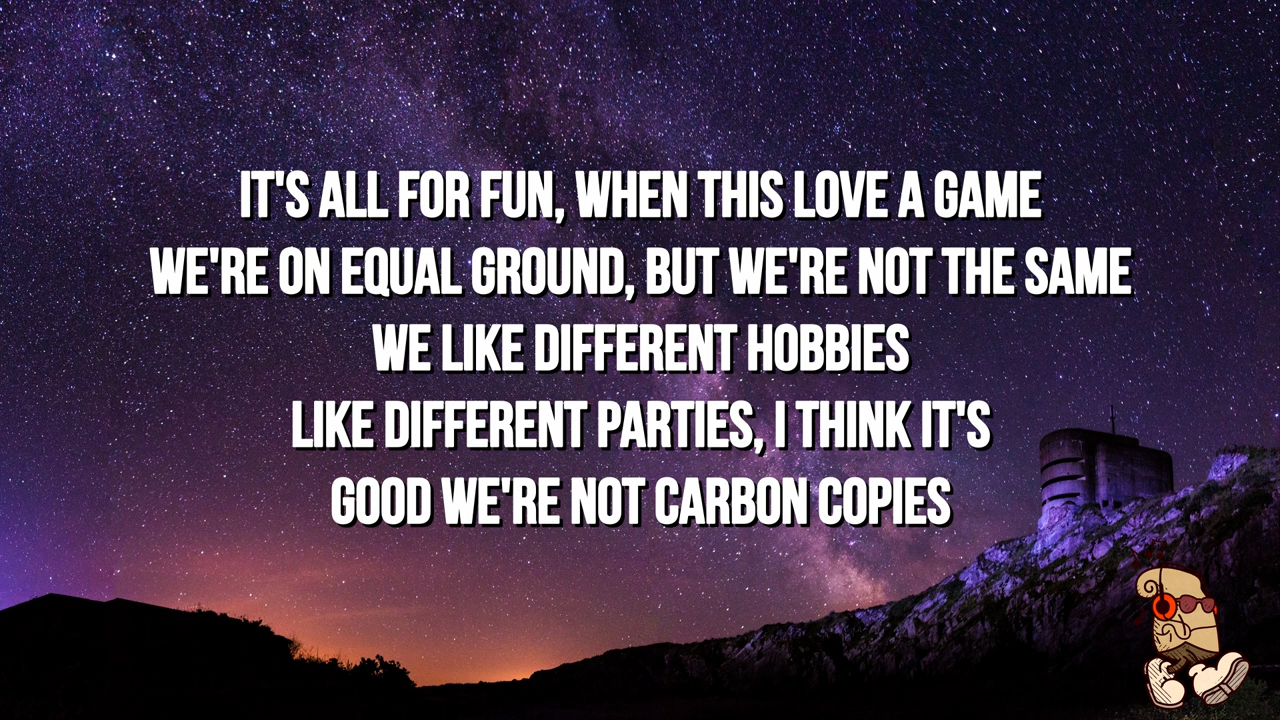 IT'S ALL FOR FUN, WHEN THIS LOVE A GAME
WE'RE ON EQUAL GROUND, BUT WE'RE NOT THE SAME
WE LIKE DIFFERENT HOBBIES
LIKE DIFFERENT PARTIES, I THINK IT'S
GOOD WE'RE NOT CARBON COPIES